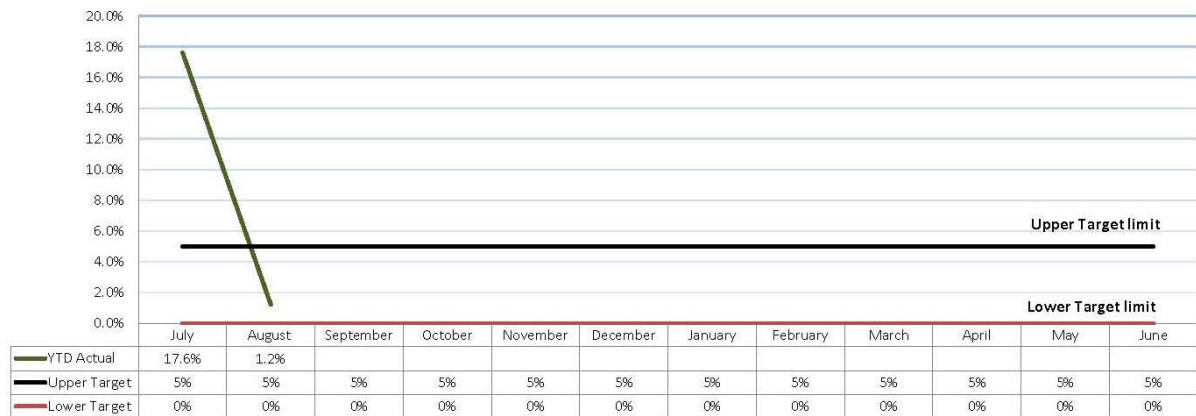 20.0%
18.0%
16.0%
14.0%
12.0%
10.0%
8.0%
6.0%
4.0%
2.0%
0.0%
Upper Target limit
Lower Target limit
July August September October November December January February March April May June
YTD Actual 17.6% 1.2%
Upper Target 5% 5% 5% 5% 5% 5% 5% 5% 5% 5% 5% 5%
Lower Target 0% 0% 0% 0% 0% 0% 0% 0% 0% 0% 0% 0%